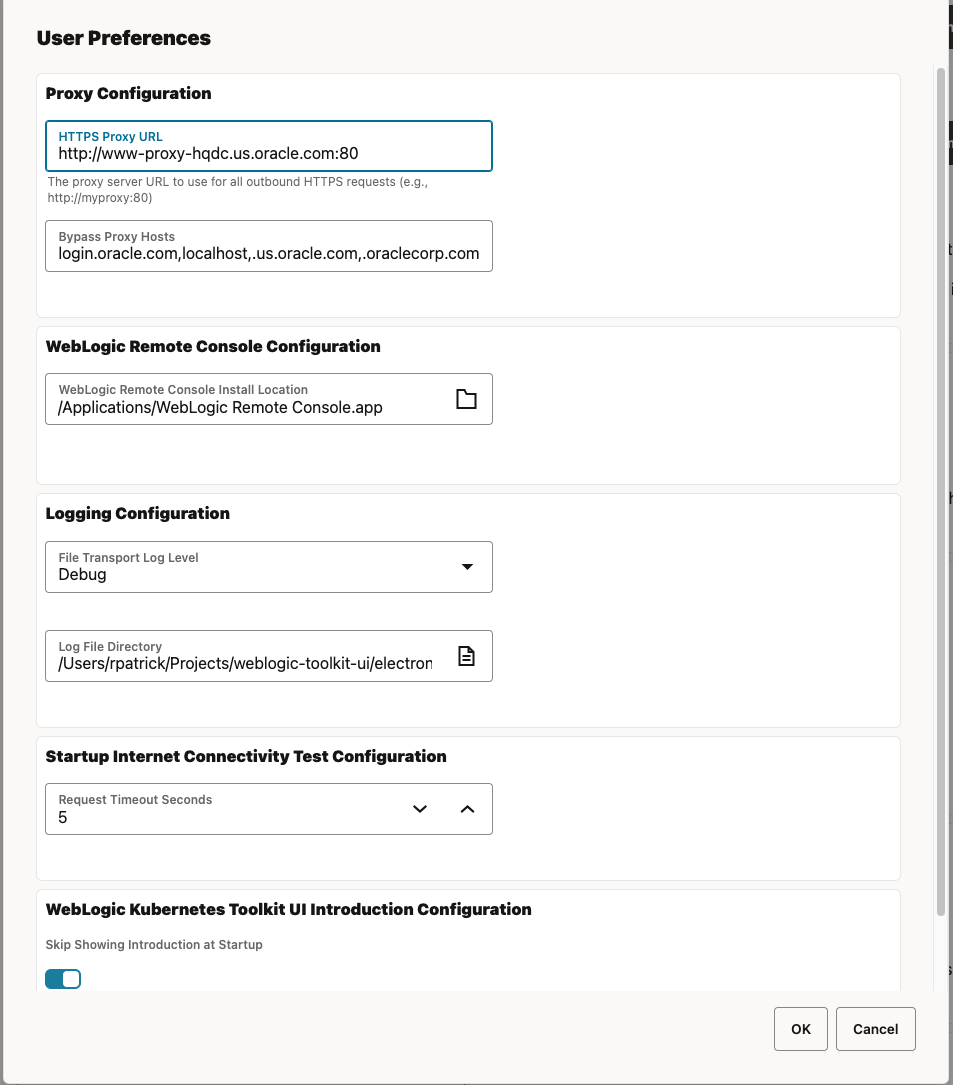 User Preferences
Proxy Configuration
HTTPS Proxy URL
http://www-proxy-hqdc.us.oracle.com:80
The proxy server URL to use for all outbound HTTPS requests (e.g.,
http://myproxy:80)
Bypass Proxy Hosts
login.oracle.com,localhost,.us.oracle.com,.oraclecorp.com
WebLogic Remote Console Configuration
WebLogic Remote Console Install Location
/Applications/WebLogic Remote Console.app
Logging Configuration
File Transport Log Level
Debug
Log File Directory
/Users/rpatrick/Projects/weblogic-toolkit-ui/electron
Startup Internet Connectivity Test Configuration
Request Timeout Seconds
5
WebLogic Kubernetes Toolkit UI Introduction Configuration
Skip Showing Introduction at Startup
OK
Cancel